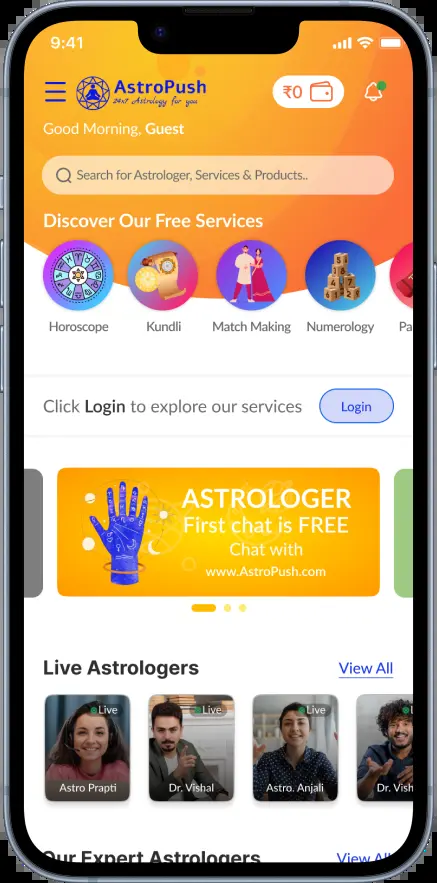 9:41
AstroPush
24x7 Astrology for you
₹0
Good Morning, Guest
Search for Astrologer, Services & Products..
Discover Our Free Services
Horoscope
Kundli
Match Making
Numerology
Pa
Click Login to explore our services
Login
ASTROLOGER
First chat is FREE
Chat with
www.AstroPush.com
Live Astrologers
View All
Live
Live
Live
L
Astro Prapti
Dr. Vishal
Astro. Anjali
Dr. Vish
Our Expert Astrologers
View All